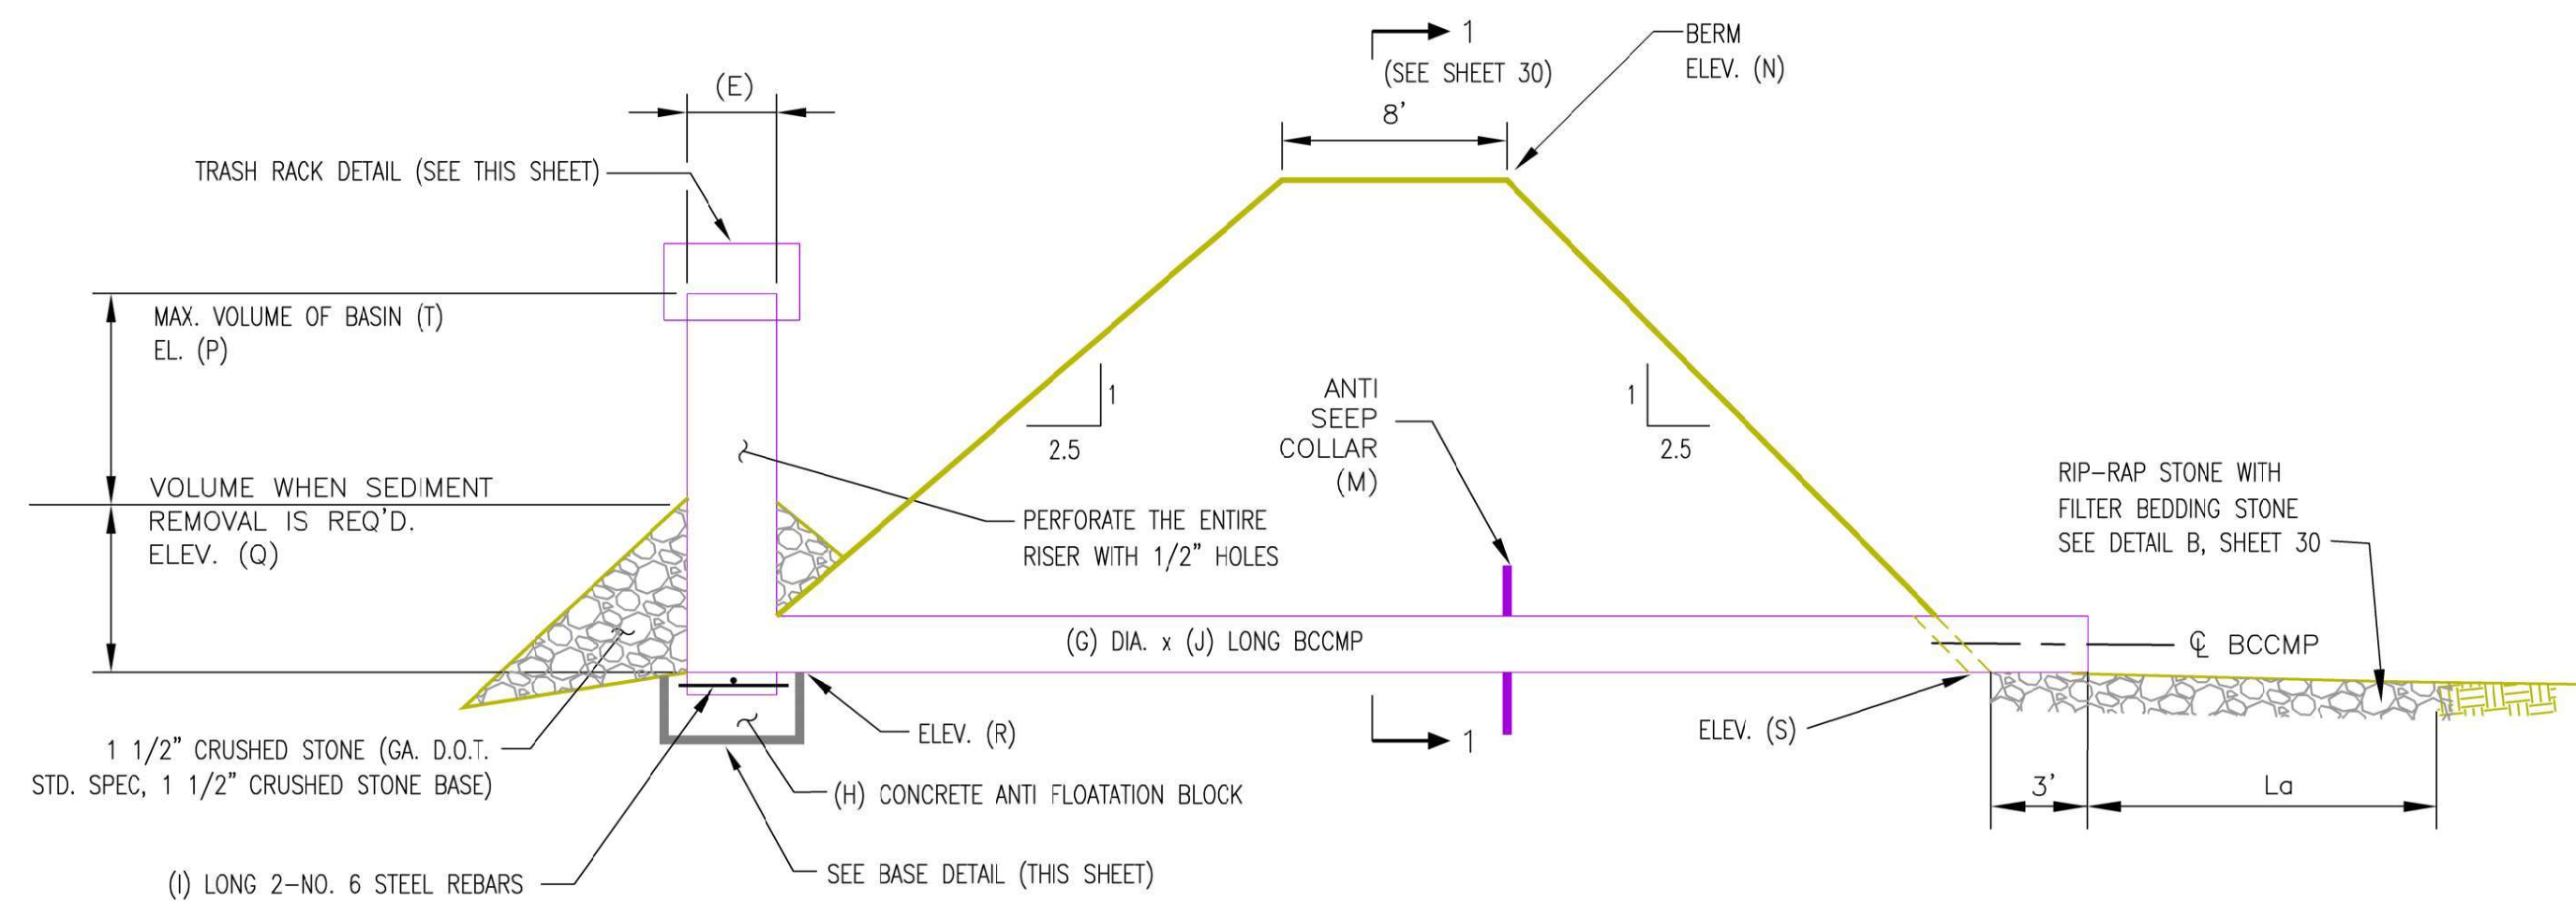 1
(SEE SHEET 30)
8'
BERM
ELEV. (N)
(E)
TRASH RACK DETAIL (SEE THIS SHEET)
MAX. VOLUME OF BASIN (T)
EL. (P)
1
2.5
1
2.5
ANTI
SEEP
COLLAR
(M)
VOLUME WHEN SEDIMENT
REMOVAL IS REQ'D.
ELEV. (Q)
PERFORATE THE ENTIRE
RISER WITH 1/2" HOLES
RIP-RAP STONE WITH
FILTER BEDDING STONE
SEE DETAIL B, SHEET 30
(G) DIA. x (J) LONG BCCMP
℄ BCCMP
1 1/2" CRUSHED STONE (GA. D.O.T.
STD. SPEC, 1 1/2" CRUSHED STONE BASE)
ELEV. (R)
1
ELEV. (S)
3'
La
(H) CONCRETE ANTI FLOATATION BLOCK
SEE BASE DETAIL (THIS SHEET)
(I) LONG 2-NO. 6 STEEL REBARS